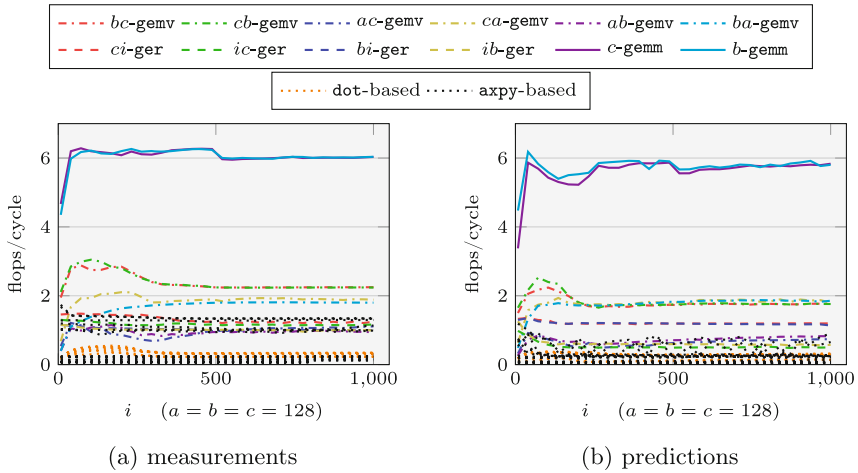 bc-gemv cb-gemv ac-gemv ca-gemv ab-gemv ba-gemv
ci-ger ic-ger bi-ger ib-ger c-gemm b-gemm
dot-based axpy-based
flops/cycle
6
4
2
0
0 500 1,000
i (a = b = c = 128)
(a) measurements
flops/cycle
6
4
2
0
0 500 1,000
i (a = b = c = 128)
(b) predictions